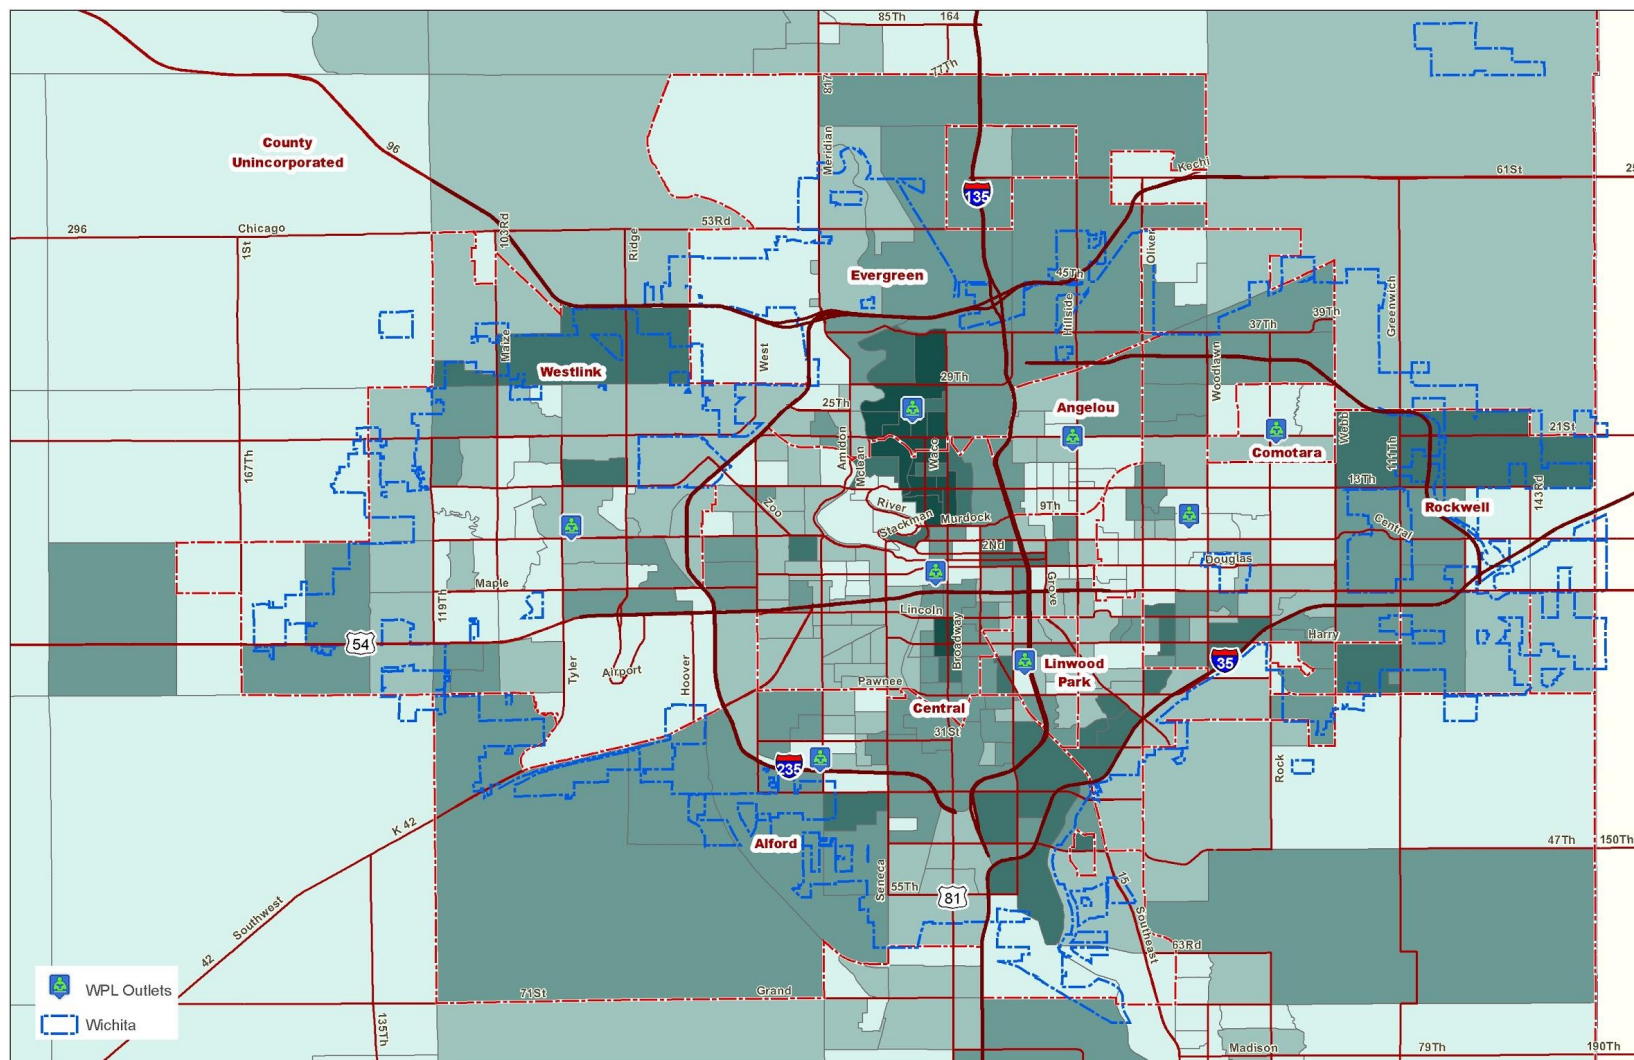 85Th
164
77Th
817
County
Unincorporated
96
Meridian
Kechi
61St
135
296
Chicago
53Rd
103Rd
1St
Ridge
Oliver
Evergreen
45Th
Hillside
Greenwich
39Th
37Th
Maize
West
Woodlawn
Westlink
29Th
25Th
Angelou
21St
Amidon
Waco
Webb
111Th
Comotara
Mclean
167Th
13Th
143Rd
Zoo
River
9Th
Rockwell
Stackman
Murdock
Central
2Nd
Douglas
Maple
Grove
119Th
Lincoln
Broadway
54
Harry
35
Linwood
Park
Tyler
Airport
Hoover
Pawnee
Central
31St
235
Rock
K 42
Alford
47Th
150Th
Seneca
55Th
15
81
Southwest
Southeast
63Rd
42
WPL Outlets
71St
Grand
Wichita
135Th
Madison
79Th
190Th